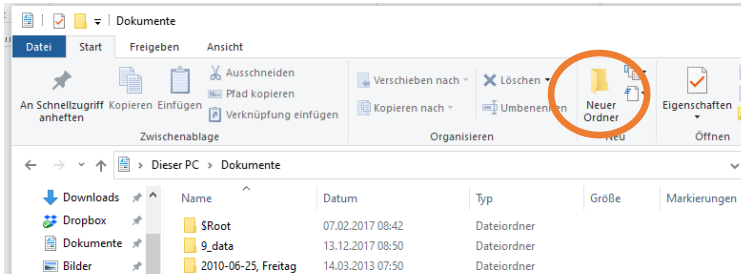 Dokumente
Datei Start Freigeben Ansicht
An Schnellzugriff anheften
Kopieren
Einfügen
Ausschneiden
Pfad kopieren
Verknüpfung einfügen
Zwischenablage
Verschieben nach
Kopieren nach
Löschen
Umbenennen
Organisieren
Neuer
Ordner
Neu
Eigenschaften
Öffnen
Dieser PC > Dokumente
Downloads
Dropbox
Dokumente
Bilder
Name Datum Typ Größe Markierungen
$Root 07.02.2017 08:42 Dateiordner
9_data 13.12.2017 08:50 Dateiordner
2010-06-25, Freitag 14.03.2013 07:50 Dateiordner